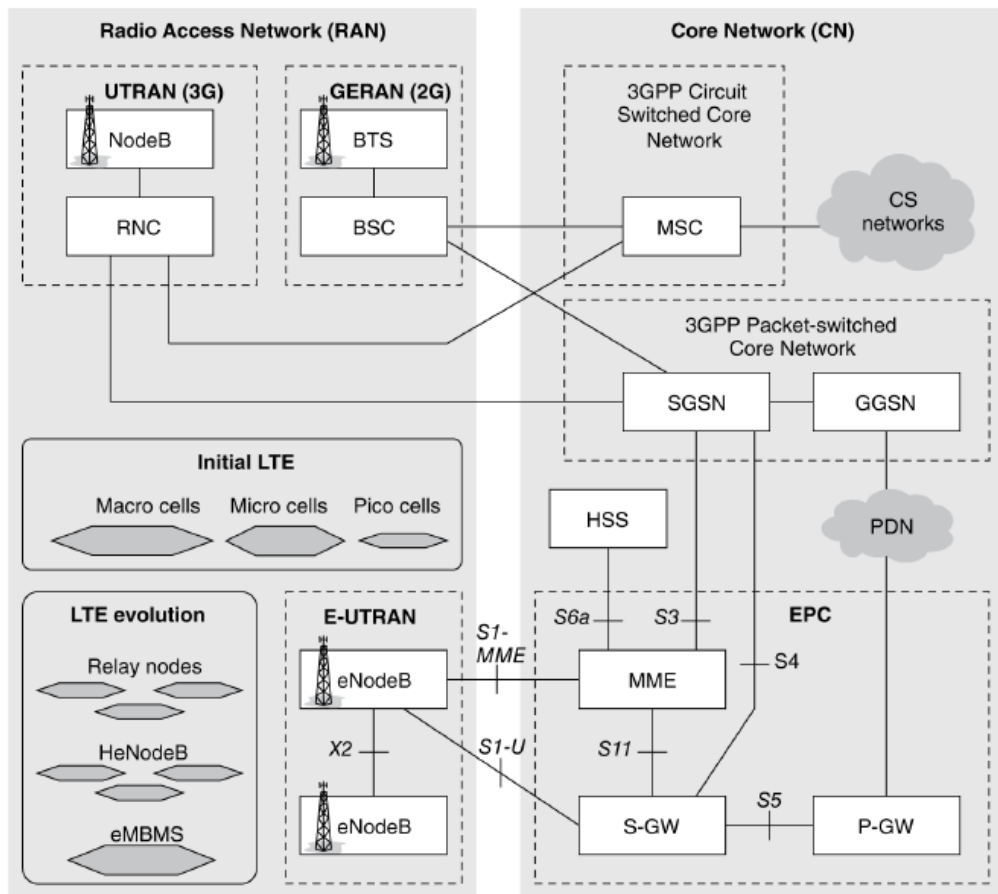 Radio Access Network (RAN)
Core Network (CN)
UTRAN (3G)
NodeB
RNC
GERAN (2G)
BTS
BSC
3GPP Circuit
Switched Core
Network
MSC
CS
networks
3GPP Packet-switched
Core Network
SGSN
GGSN
Initial LTE
Macro cells
Micro cells
Pico cells
HSS
PDN
LTE evolution
Relay nodes
HeNodeB
eMBMS
E-UTRAN
eNodeB
X2
eNodeB
S1-
MME
S1-U
EPC
S6a
S3
S4
MME
S11
S-GW
S5
P-GW